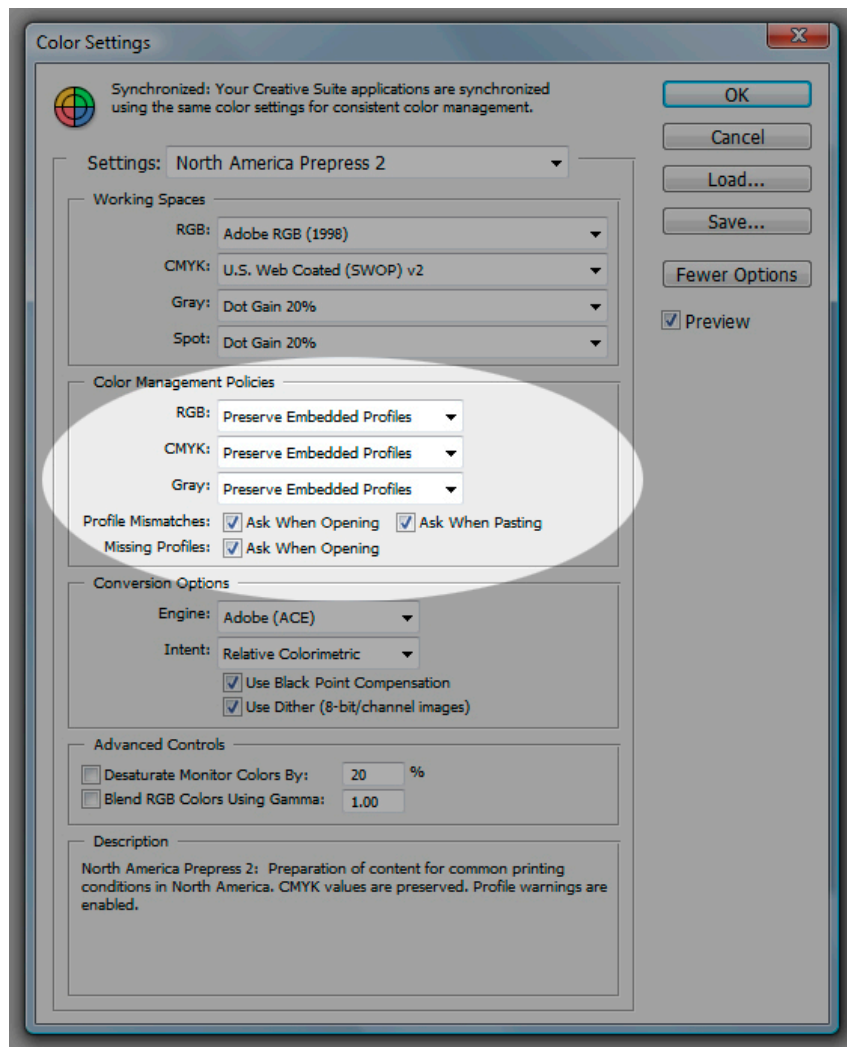 Color Settings
Synchronized: Your Creative Suite applications are synchronized
using the same color settings for consistent color management.
OK
Cancel
Load...
Save...
Fewer Options
Preview
Settings: North America Prepress 2
Working Spaces
RGB: Adobe RGB (1998)
CMYK: U.S. Web Coated (SWOP) v2
Gray: Dot Gain 20%
Spot: Dot Gain 20%
Color Management Policies
RGB: Preserve Embedded Profiles
CMYK: Preserve Embedded Profiles
Gray: Preserve Embedded Profiles
Profile Mismatches: Ask When Opening Ask When Pasting
Missing Profiles: Ask When Opening
Conversion Options
Engine: Adobe (ACE)
Intent: Relative Colorimetric
Use Black Point Compensation
Use Dither (8-bit/channel images)
Advanced Controls
Desaturate Monitor Colors By: 20 %
Blend RGB Colors Using Gamma: 1.00
Description
North America Prepress 2: Preparation of content for common printing
conditions in North America. CMYK values are preserved. Profile warnings are
enabled.